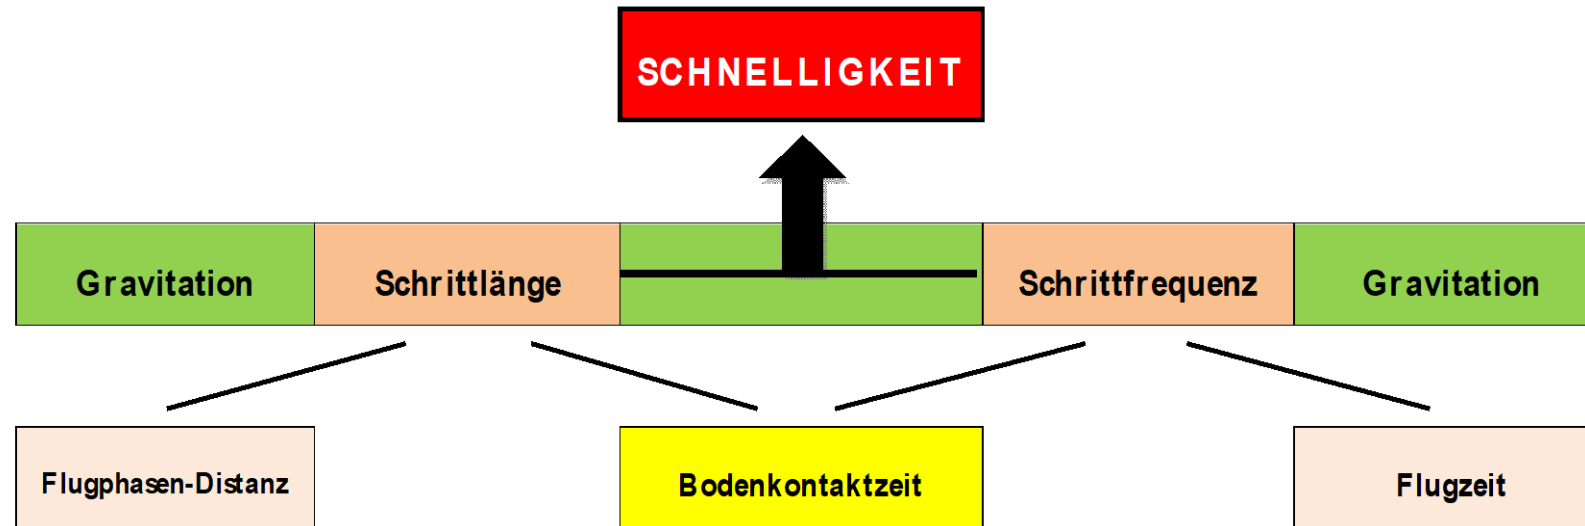 SCHNELLIGKEIT
Gravitation
Schrittlänge
Schrittfrequenz
Gravitation
Flugphasen-Distanz
Bodenkontaktzeit
Flugzeit